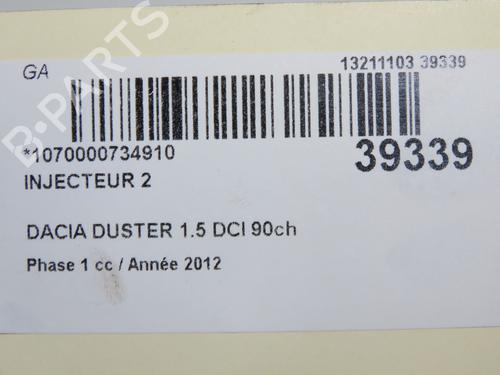 GA
13211103 39339
*1070000734910
39339
INJECTEUR 2
DACIA DUSTER 1.5 DCI 90ch
Phase 1 cc / Année 2012
B-PARTS